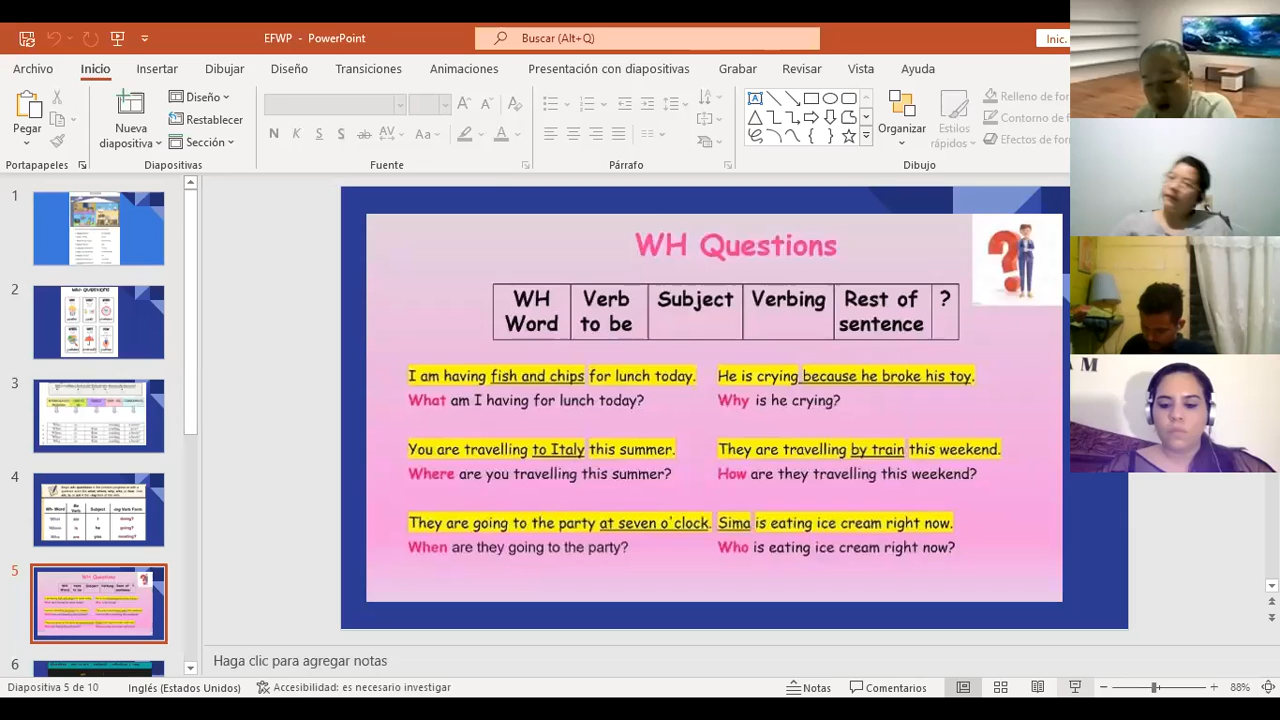 EFWP - PowerPoint
Buscar (Alt+Q)
Inic.
Archivo
Inicio
Insertar
Dibujar
Diseño
Transiciones
Animaciones
Presentación con diapositivas
Grabar
Revisar
Vista
Ayuda
Pegar
Nueva
diapositiva
Diseño
Restablecer
Sección
Organizar
Estilos
rápidos
Relleno de for
Contorno de
Efectos de for
Portapapeles
Diapositivas
Fuente
Párrafo
Dibujo
1
2
3
4
5
6
WH Questions
WH Word
Verb to be
Subject
Verbing
Rest of sentence
?
I am having fish and chips for lunch today.
What am I having for lunch today?
You are travelling to Italy this summer.
Where are you travelling this summer?
They are going to the party at seven o'clock.
When are they going to the party?
He is crying because he broke his toy.
Why is he crying?
They are travelling by train this weekend.
How are they travelling this weekend?
Sima is eating ice cream right now.
Who is eating ice cream right now?
A M
Haga clic para agregar notas
Diapositiva 5 de 10
Inglés (Estados Unidos)
Accesibilidad: es necesario investigar
Notas
Comentarios
88%